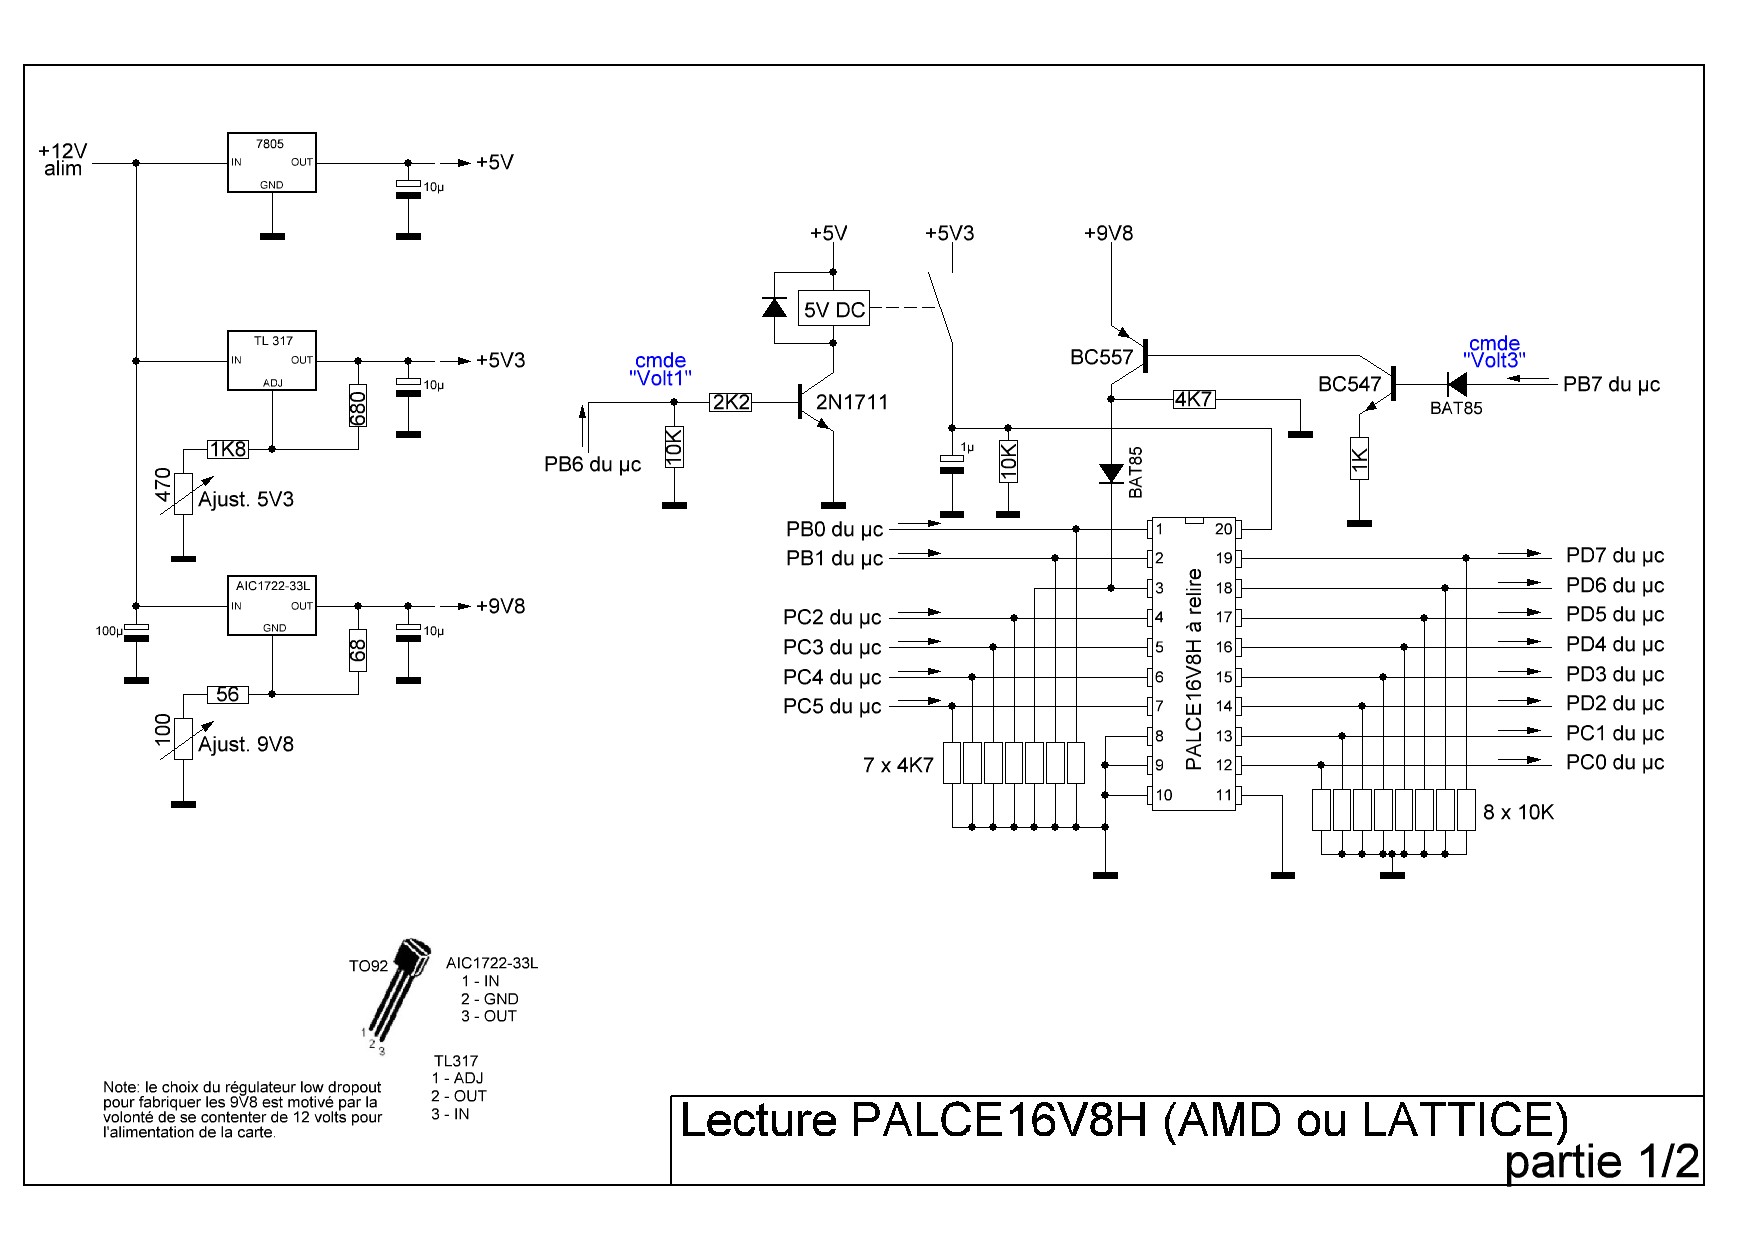 +12V
alim
7805
IN
OUT
GND
10µ
+5V
TL 317
IN
OUT
ADJ
680
10µ
+5V3
1K8
470
Ajust. 5V3
AIC1722-33L
IN
OUT
GND
100µ
68
10µ
+9V8
56
100
Ajust. 9V8
+5V
5V DC
+5V3
cmde
"Volt1"
2K2
2N1711
10K
PB6 du µc
1µ
10K
+9V8
BC557
4K7
BAT85
BC547
cmde
"Volt3"
BAT85
PB7 du µc
1K
PB0 du µc
PB1 du µc
PC2 du µc
PC3 du µc
PC4 du µc
PC5 du µc
7 x 4K7
1
2
3
4
5
6
7
8
9
10
PALCE16V8H à relire
20
19
18
17
16
15
14
13
12
11
PD7 du µc
PD6 du µc
PD5 du µc
PD4 du µc
PD3 du µc
PD2 du µc
PC1 du µc
PC0 du µc
8 x 10K
TO92
1
2
3
AIC1722-33L
1 - IN
2 - GND
3 - OUT
TL317
1 - ADJ
2 - OUT
3 - IN
Note: le choix du régulateur low dropout
pour fabriquer les 9V8 est motivé par la
volonté de se contenter de 12 volts pour
l'alimentation de la carte.
Lecture PALCE16V8H (AMD ou LATTICE)
partie 1/2